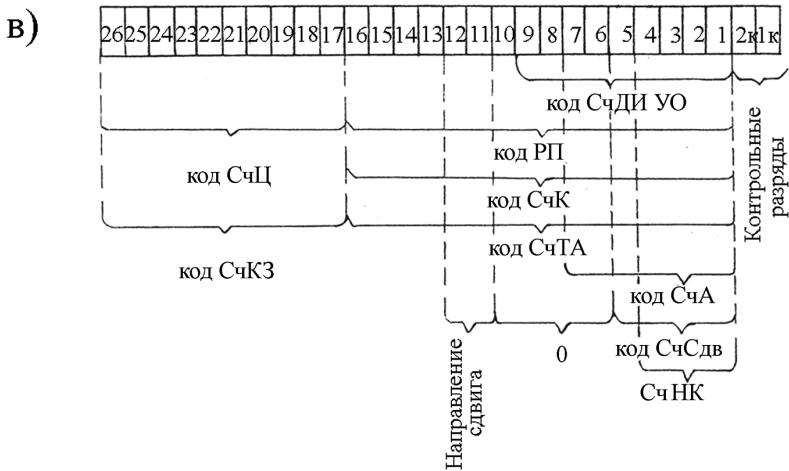 в)
26 25 24 23 22 21 20 19 18 17 16 15 14 13 12 11 10 9 8 7 6 5 4 3 2 1 2к 1к
код СчДИ УО
код РП
код СчЦ
код СчК
код СчТА
код СчКЗ
код СчА
0
код СчСдв
Сч НК
Направление
сдвига
Контрольные
разряды